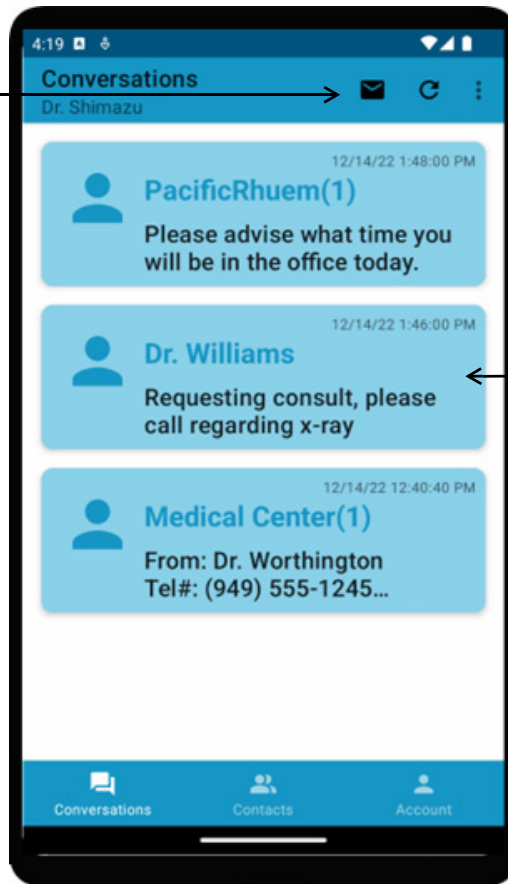 4:19
Conversations
Dr. Shimazu
12/14/22 1:48:00 PM
PacificRhuem(1)
Please advise what time you
will be in the office today.
12/14/22 1:46:00 PM
Dr. Williams
Requesting consult, please
call regarding x-ray
12/14/22 12:40:40 PM
Medical Center(1)
From: Dr. Worthington
Tel#: (949) 555-1245...
Conversations
Contacts
Account